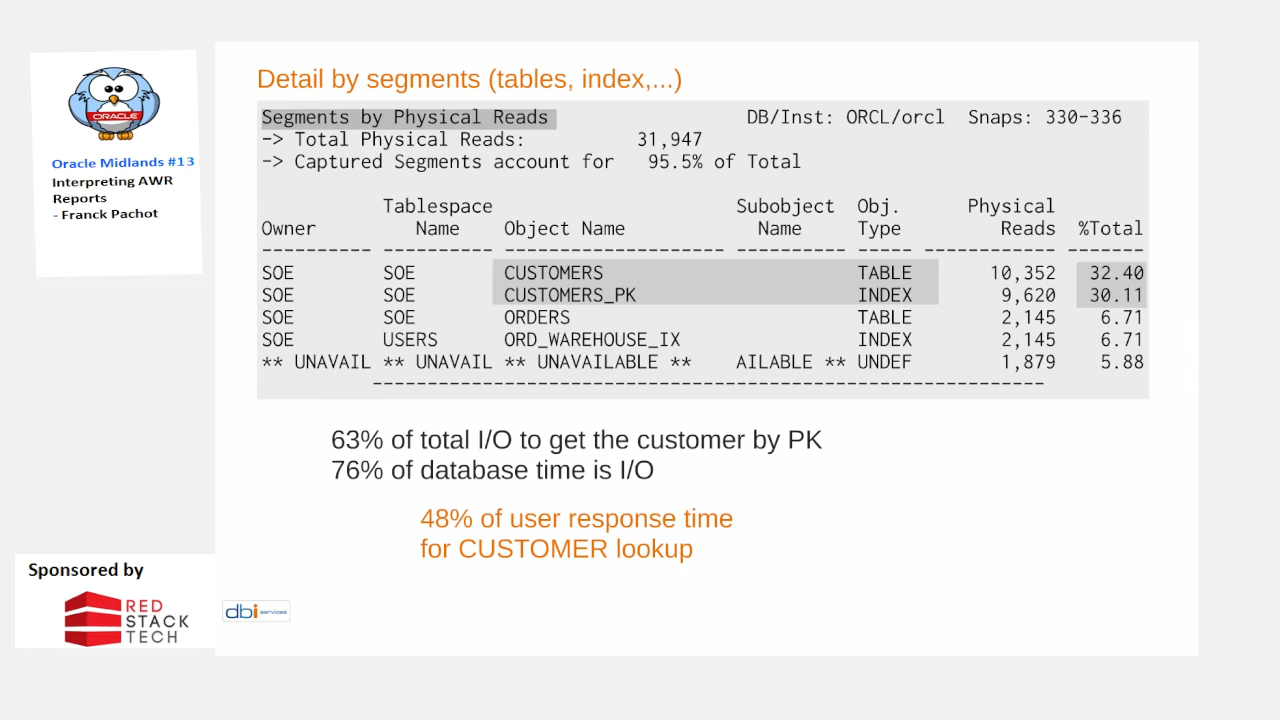 ORACLE
Oracle Midlands #13
Interpreting AWR
Reports
- Franck Pachot
Detail by segments (tables, index,...)
Segments by Physical Reads DB/Inst: ORCL/orcl Snaps: 330-336
-> Total Physical Reads: 31,947
-> Captured Segments account for 95.5% of Total
Tablespace Subobject Obj. Physical
Owner Name Object Name Name Type Reads %Total
---------- ---------- -------------------- ---------- ----- ------------ -------
SOE SOE CUSTOMERS TABLE 10,352 32.40
SOE SOE CUSTOMERS_PK INDEX 9,620 30.11
SOE SOE ORDERS TABLE 2,145 6.71
SOE USERS ORD_WAREHOUSE_IX INDEX 2,145 6.71
** UNAVAIL ** UNAVAIL ** UNAVAILABLE ** AILABLE ** UNDEF 1,879 5.88
-------------------------------------------------------------
63% of total I/O to get the customer by PK
76% of database time is I/O
48% of user response time
for CUSTOMER lookup
Sponsored by
RED
STACK
TECH
dbi services